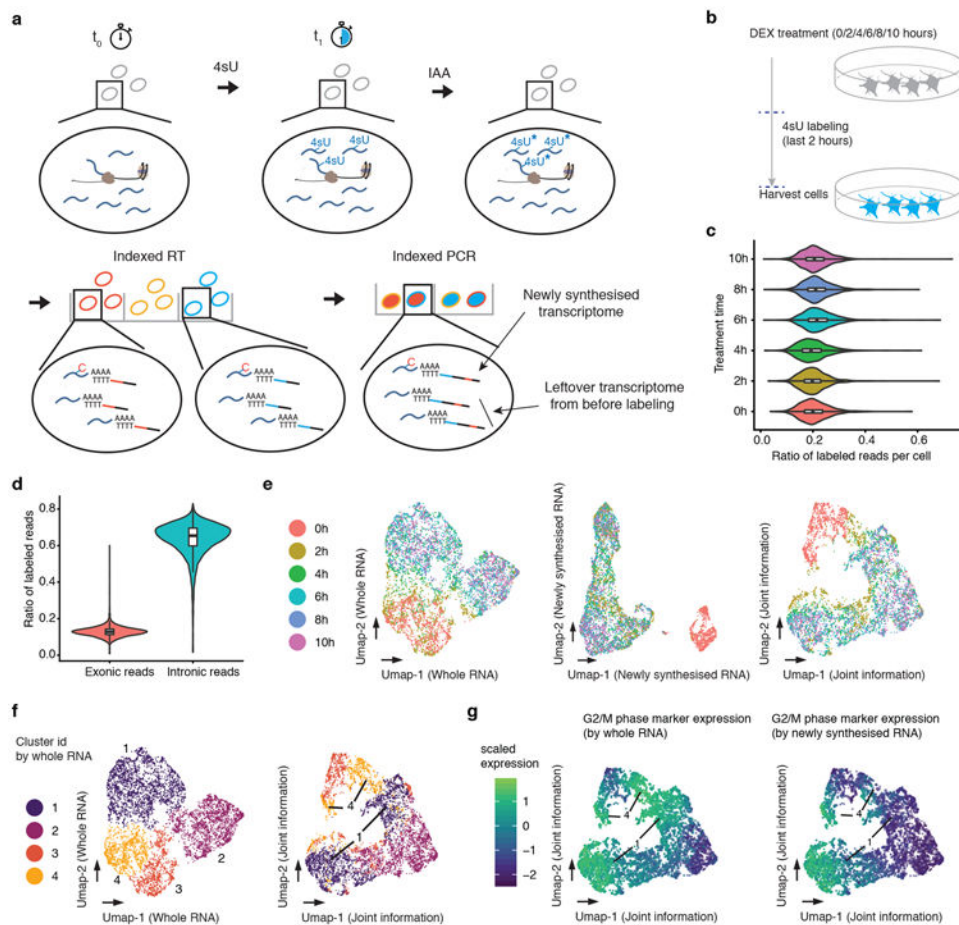 a
t0
t1
4sU
IAA
4sU 4sU
4sU
4sU* 4sU*
4sU*
Indexed RT
Indexed PCR
C
AAAA
TTTT
AAAA
TTTT
AAAA
TTTT
C
AAAA
TTTT
AAAA
TTTT
AAAA
TTTT
C
AAAA
TTTT
AAAA
TTTT
AAAA
TTTT
Newly synthesised
transcriptome
Leftover transcriptome
from before labeling
b
DEX treatment (0/2/4/6/8/10 hours)
4sU labeling
(last 2 hours)
Harvest cells
c
Treatment time
10h
8h
6h
4h
2h
0h
0.0 0.2 0.4 0.6
Ratio of labeled reads per cell
d
Ratio of labeled reads
0.8
0.6
0.4
0.2
0.0
Exonic reads Intronic reads
e
0h
2h
4h
6h
8h
10h
Umap-2 (Whole RNA)
Umap-1 (Whole RNA)
Umap-2 (Newly synthesised RNA)
Umap-1 (Newly synthesised RNA)
Umap-2 (Joint information)
Umap-1 (Joint information)
f
Cluster id
by whole RNA
1
2
3
4
1
2
3
4
Umap-2 (Whole RNA)
Umap-1 (Whole RNA)
4
1
Umap-2 (Joint information)
Umap-1 (Joint information)
g
scaled
expression
1
0
−1
−2
G2/M phase marker expression
(by whole RNA)
4
1
Umap-2 (Joint information)
Umap-1 (Joint information)
G2/M phase marker expression
(by newly synthesised RNA)
4
1
Umap-2 (Joint information)
Umap-1 (Joint information)